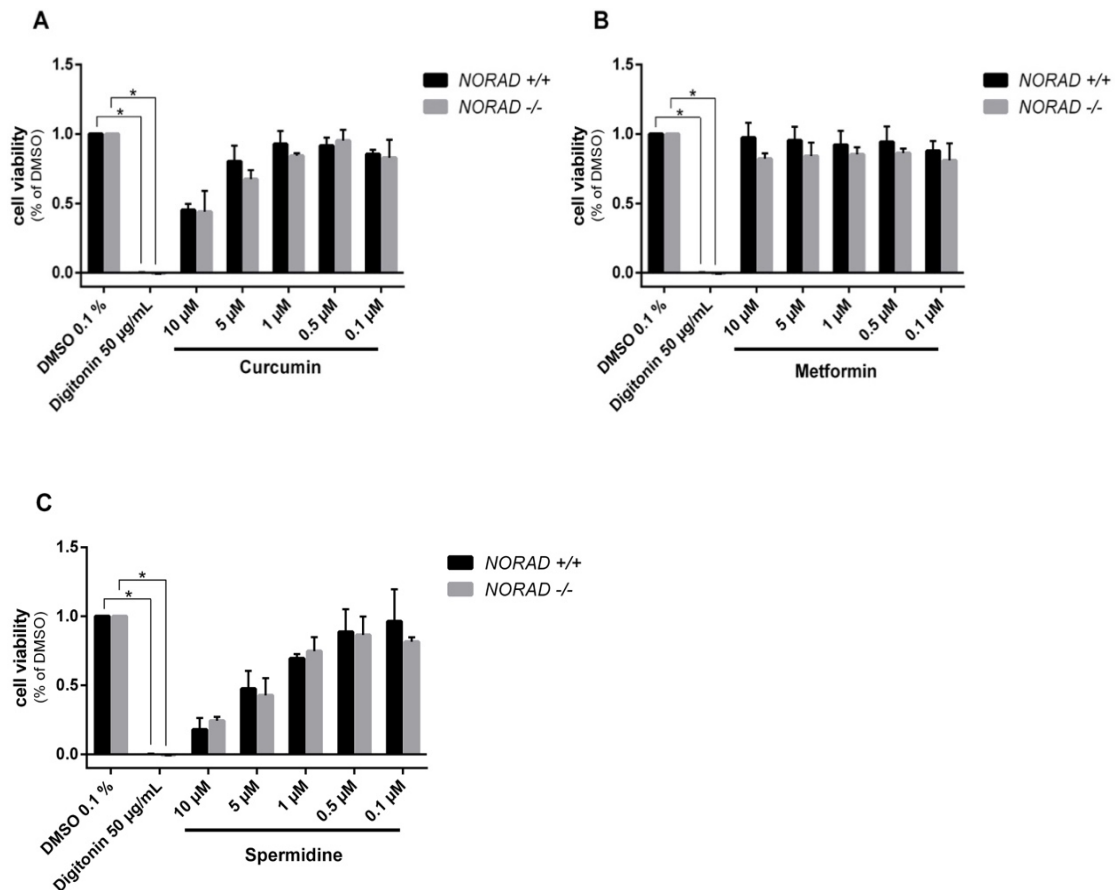 A
1.5
1.0
0.5
0.0
cell viability
(% of DMSO)
*
*
NORAD +/+
NORAD -/-
DMSO 0.1 %
Digitonin 50 µg/mL
10 µM
5 µM
1 µM
0.5 µM
0.1 µM
Curcumin
B
1.5
1.0
0.5
0.0
cell viability
(% of DMSO)
*
*
NORAD +/+
NORAD -/-
DMSO 0.1 %
Digitonin 50 µg/mL
10 µM
5 µM
1 µM
0.5 µM
0.1 µM
Metformin
C
1.5
1.0
0.5
0.0
cell viability
(% of DMSO)
*
*
NORAD +/+
NORAD -/-
DMSO 0.1 %
Digitonin 50 µg/mL
10 µM
5 µM
1 µM
0.5 µM
0.1 µM
Spermidine